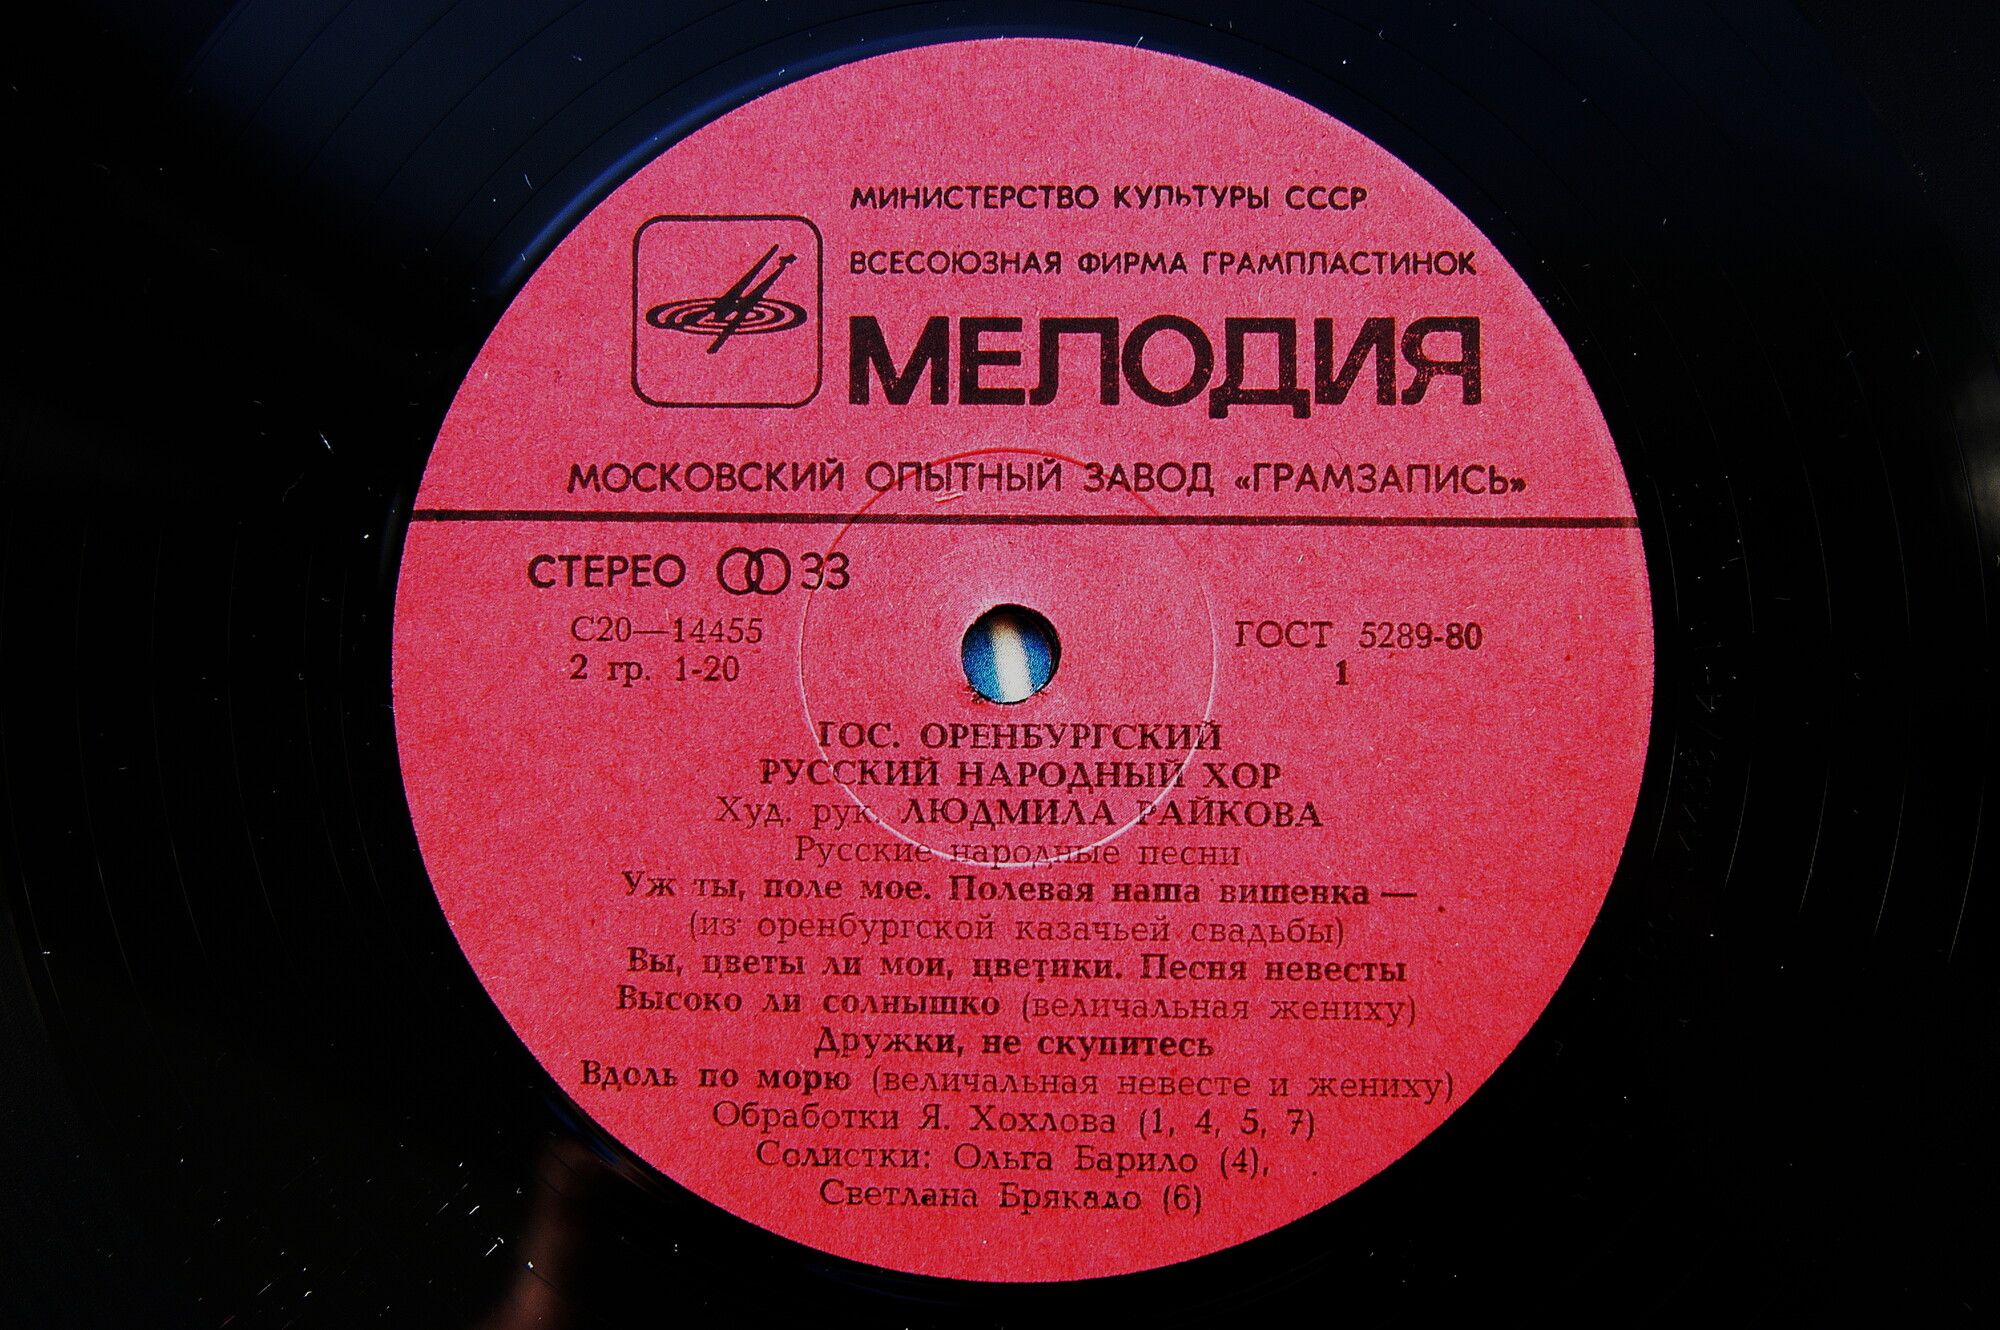 МИНИСТЕРСТВО КУЛЬТУРЫ СССР
ВСЕСОЮЗНАЯ ФИРМА ГРАМПЛАСТИНОК
МЕЛОДИЯ
МОСКОВСКИЙ ОПЫТНЫЙ ЗАВОД «ГРАМЗАПИСЬ»
СТЕРЕО 33
С20—14455
2 гр. 1-20
ГОСТ 5289-80
1
ГОС. ОРЕНБУРГСКИЙ
РУССКИЙ НАРОДНЫЙ ХОР
Худ. рук. ЛЮДМИЛА РАЙКОВА
Русские народные песни
Уж ты, поле мое. Полевая наша вишенка —
(из оренбургской казачьей свадьбы)
Вы, цветы ли мои, цветики. Песня невесты
Высоко ли солнышко (величальная жениху)
Дружки, не скупитесь
Вдоль по морю (величальная невесте и жениху)
Обработки Я. Хохлова (1, 4, 5, 7)
Солистки: Ольга Барило (4),
Светлана Брякало (6)